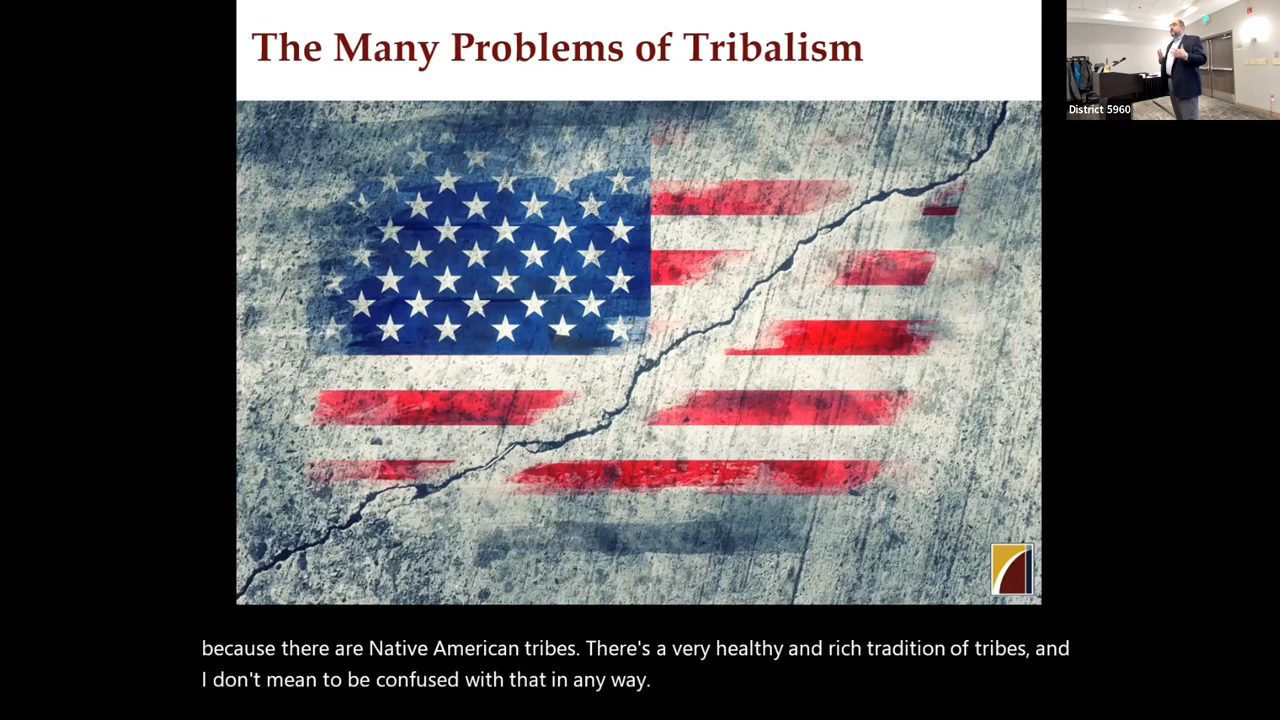 The Many Problems of Tribalism
District 5960
because there are Native American tribes. There's a very healthy and rich tradition of tribes, and
I don't mean to be confused with that in any way.